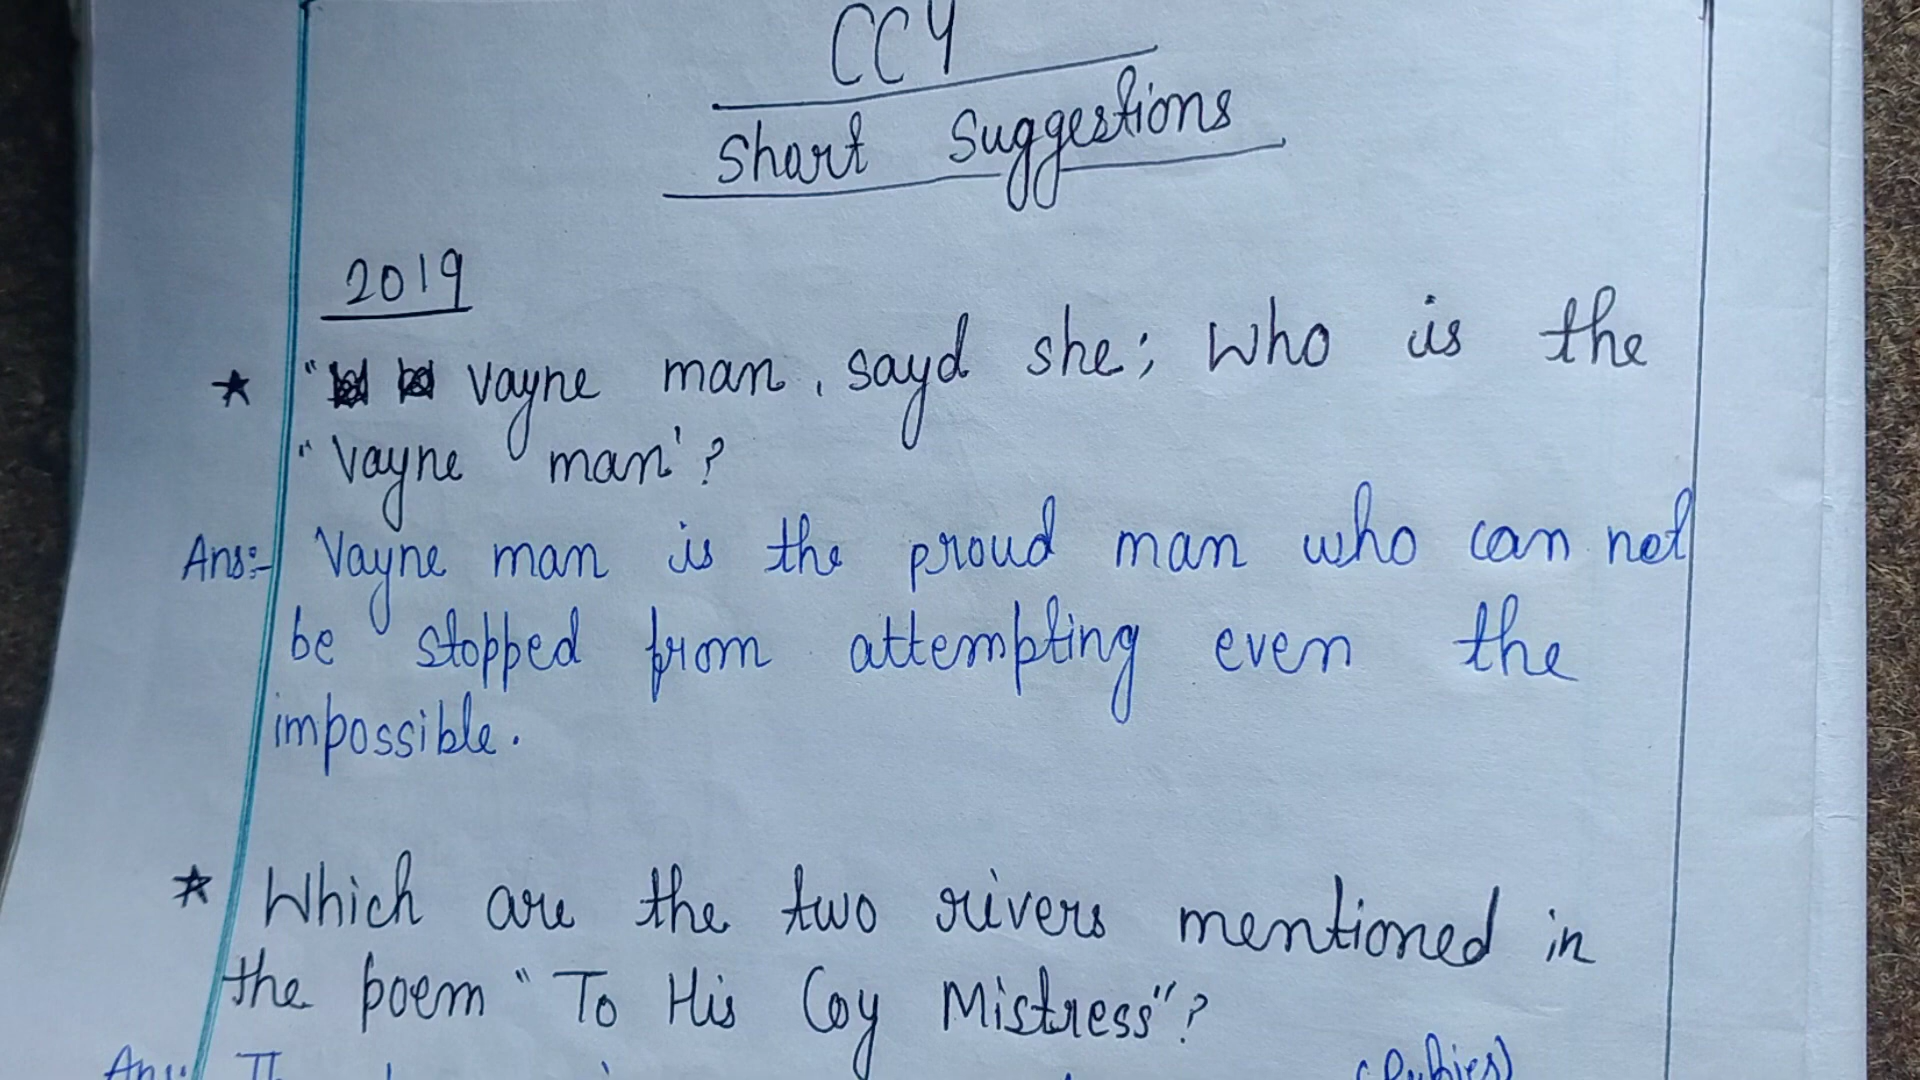 CC4
Short Suggestions
2019
★ " Vayne man, sayd she; Who is the
"Vayne man'?
Ans:- Vayne man is the proud man who can not
be stopped from attempting even the
impossible.
★ Which are the two rivers mentioned in
the poem "To His Coy Mistress"?
Ans: